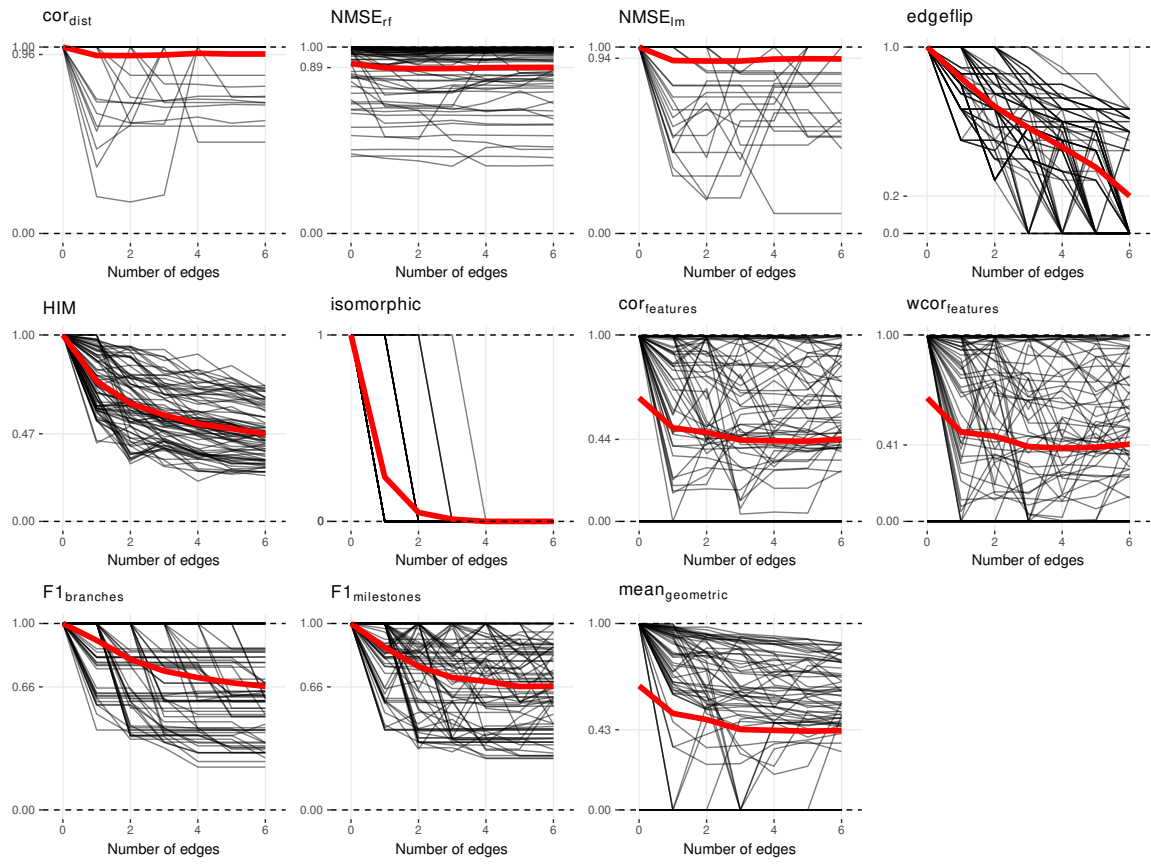 cor_dist NMSE_rf NMSE_lm edgeflip
1.00 1.00 1.00 1.0
0.96 0.89 0.94 0.2
0.00 0.00 0.00 0.0
0 2 4 6 0 2 4 6 0 2 4 6 0 2 4 6
Number of edges Number of edges Number of edges Number of edges
HIM isomorphic cor_features wcor_features
1.00 1 1.00 1.00
0.47 0.44 0.41
0.00 0 0.00 0.00
0 2 4 6 0 2 4 6 0 2 4 6 0 2 4 6
Number of edges Number of edges Number of edges Number of edges
F1_branches F1_milestones mean_geometric
1.00 1.00 1.00
0.66 0.66 0.43
0.00 0.00 0.00
0 2 4 6 0 2 4 6 0 2 4 6
Number of edges Number of edges Number of edges